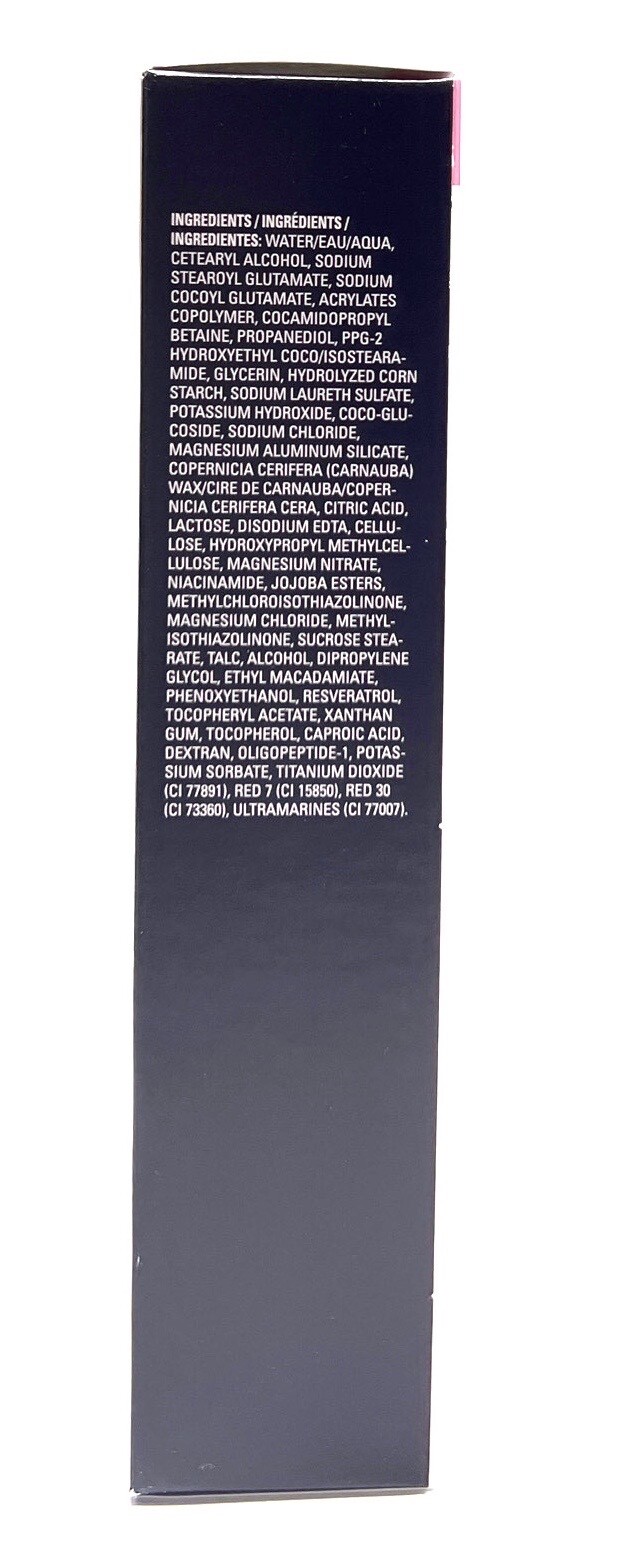 INGREDIENTS / INGRÉDIENTS /
INGREDIENTES: WATER/EAU/AQUA,
CETEARYL ALCOHOL, SODIUM
STEAROYL GLUTAMATE, SODIUM
COCOYL GLUTAMATE, ACRYLATES
COPOLYMER, COCAMIDOPROPYL
BETAINE, PROPANEDIOL, PPG-2
HYDROXYETHYL COCO/ISOSTEARA-
MIDE, GLYCERIN, HYDROLYZED CORN
STARCH, SODIUM LAURETH SULFATE,
POTASSIUM HYDROXIDE, COCO-GLU-
COSIDE, SODIUM CHLORIDE,
MAGNESIUM ALUMINUM SILICATE,
COPERNICIA CERIFERA (CARNAUBA)
WAX/CIRE DE CARNAUBA/COPER-
NICIA CERIFERA CERA, CITRIC ACID,
LACTOSE, DISODIUM EDTA, CELLU-
LOSE, HYDROXYPROPYL METHYLCEL-
LULOSE, MAGNESIUM NITRATE,
NIACINAMIDE, JOJOBA ESTERS,
METHYLCHLOROISOTHIAZOLINONE,
MAGNESIUM CHLORIDE, METHYL-
ISOTHIAZOLINONE, SUCROSE STEA-
RATE, TALC, ALCOHOL, DIPROPYLENE
GLYCOL, ETHYL MACADAMIATE,
PHENOXYETHANOL, RESVERATROL,
TOCOPHERYL ACETATE, XANTHAN
GUM, TOCOPHEROL, CAPROIC ACID,
DEXTRAN, OLIGOPEPTIDE-1, POTAS-
SIUM SORBATE, TITANIUM DIOXIDE
(CI 77891), RED 7 (CI 15850), RED 30
(CI 73360), ULTRAMARINES (CI 77007).